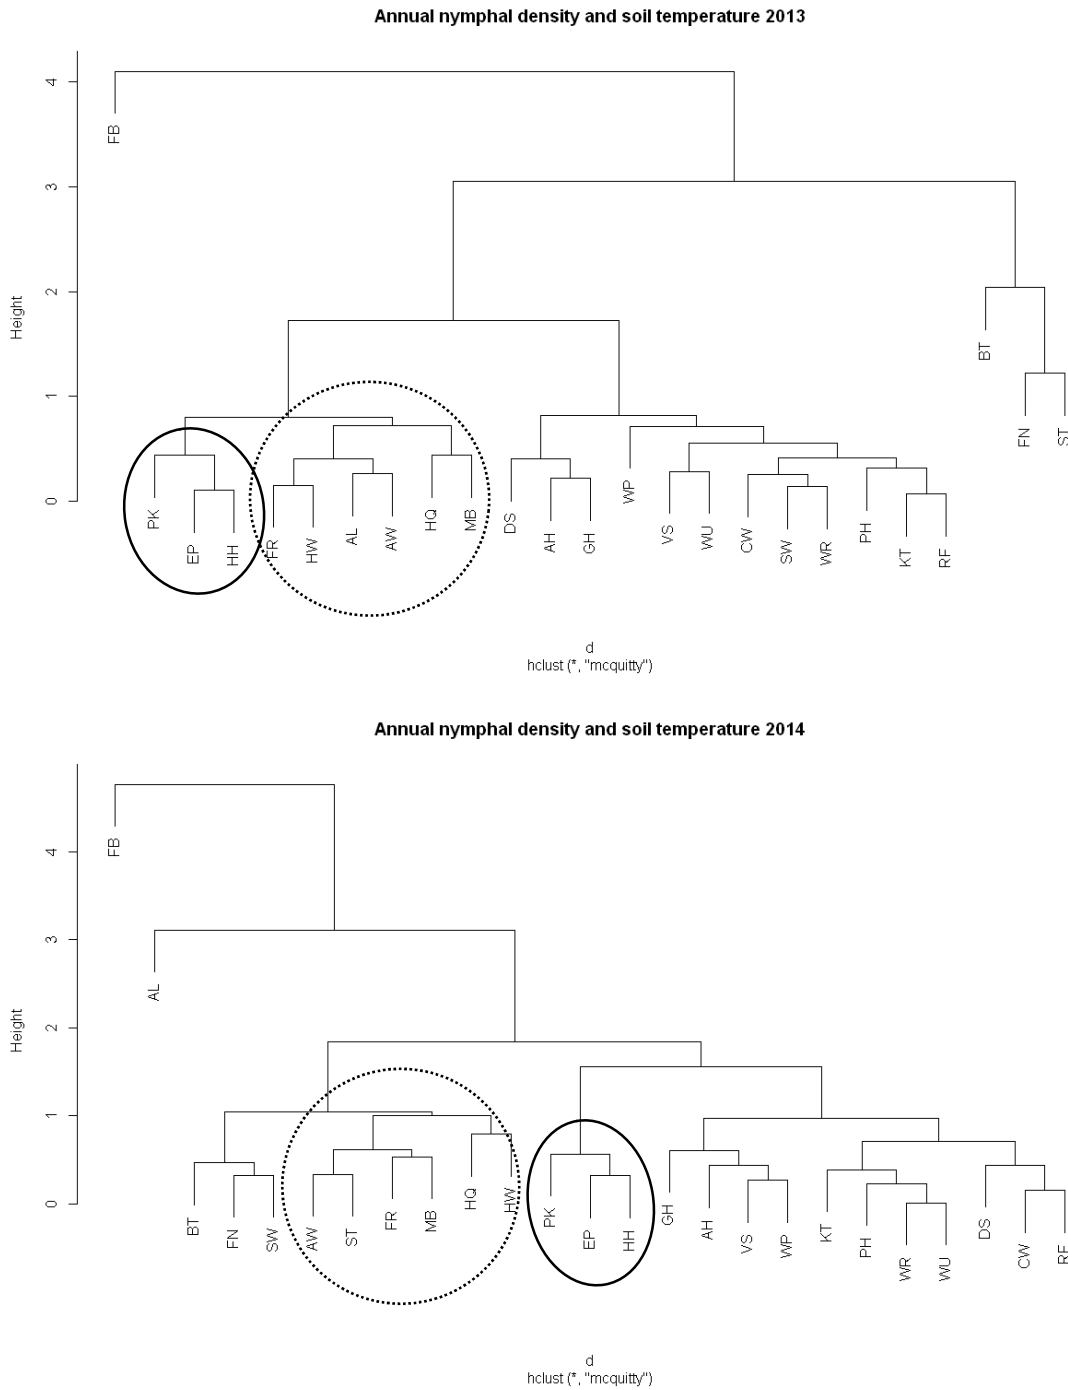 Annual nymphal density and soil temperature 2013
Height
4
3
2
1
0
FB
PK
EP
HH
FR
HW
AL
AW
HQ
MB
DS
AH
GH
WP
VS
WU
CW
SW
WR
PH
KT
RF
BT
FN
ST
d
hclust (*, "mcquitty")
Annual nymphal density and soil temperature 2014
Height
4
3
2
1
0
FB
AL
BT
FN
SW
AW
ST
FR
MB
HQ
HW
PK
EP
HH
GH
AH
VS
WP
KT
PH
WR
WU
DS
CW
RF
d
hclust (*, "mcquitty")